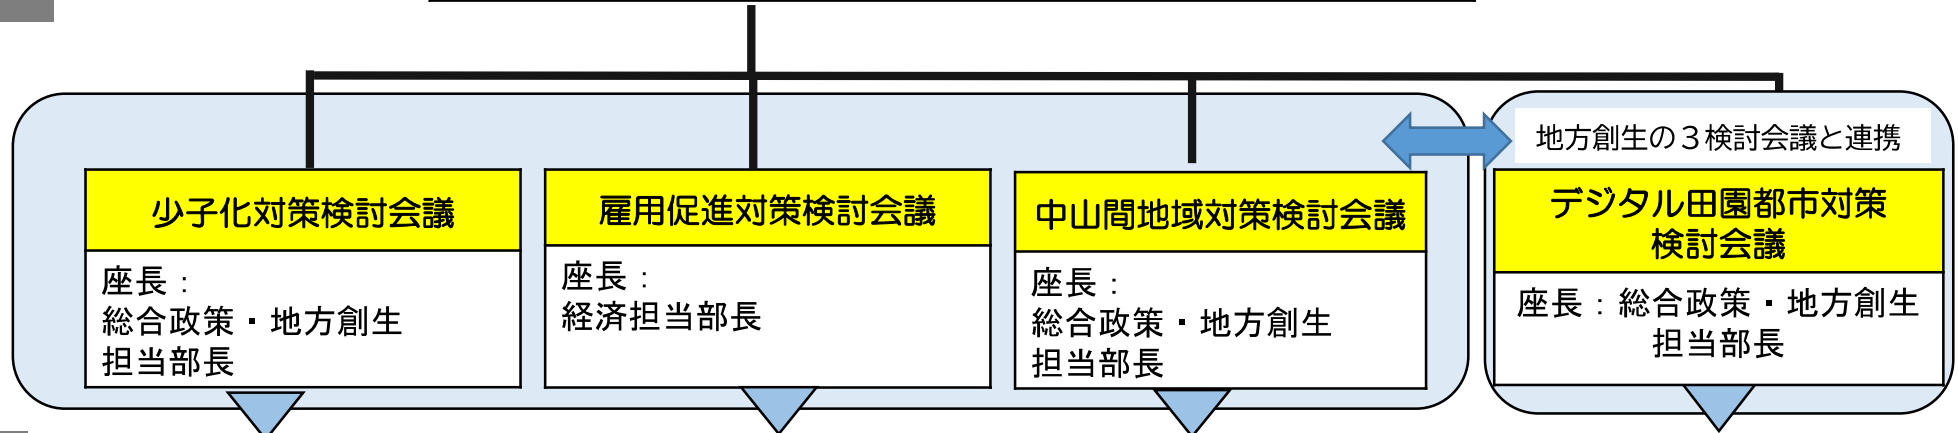 地方創生の３検討会議と連携
少子化対策検討会議
座長：
総合政策・地方創生
担当部長
雇用促進対策検討会議
座長：
経済担当部長
中山間地域対策検討会議
座長：
総合政策・地方創生
担当部長
デジタル田園都市対策
検討会議
座長：総合政策・地方創生
担当部長